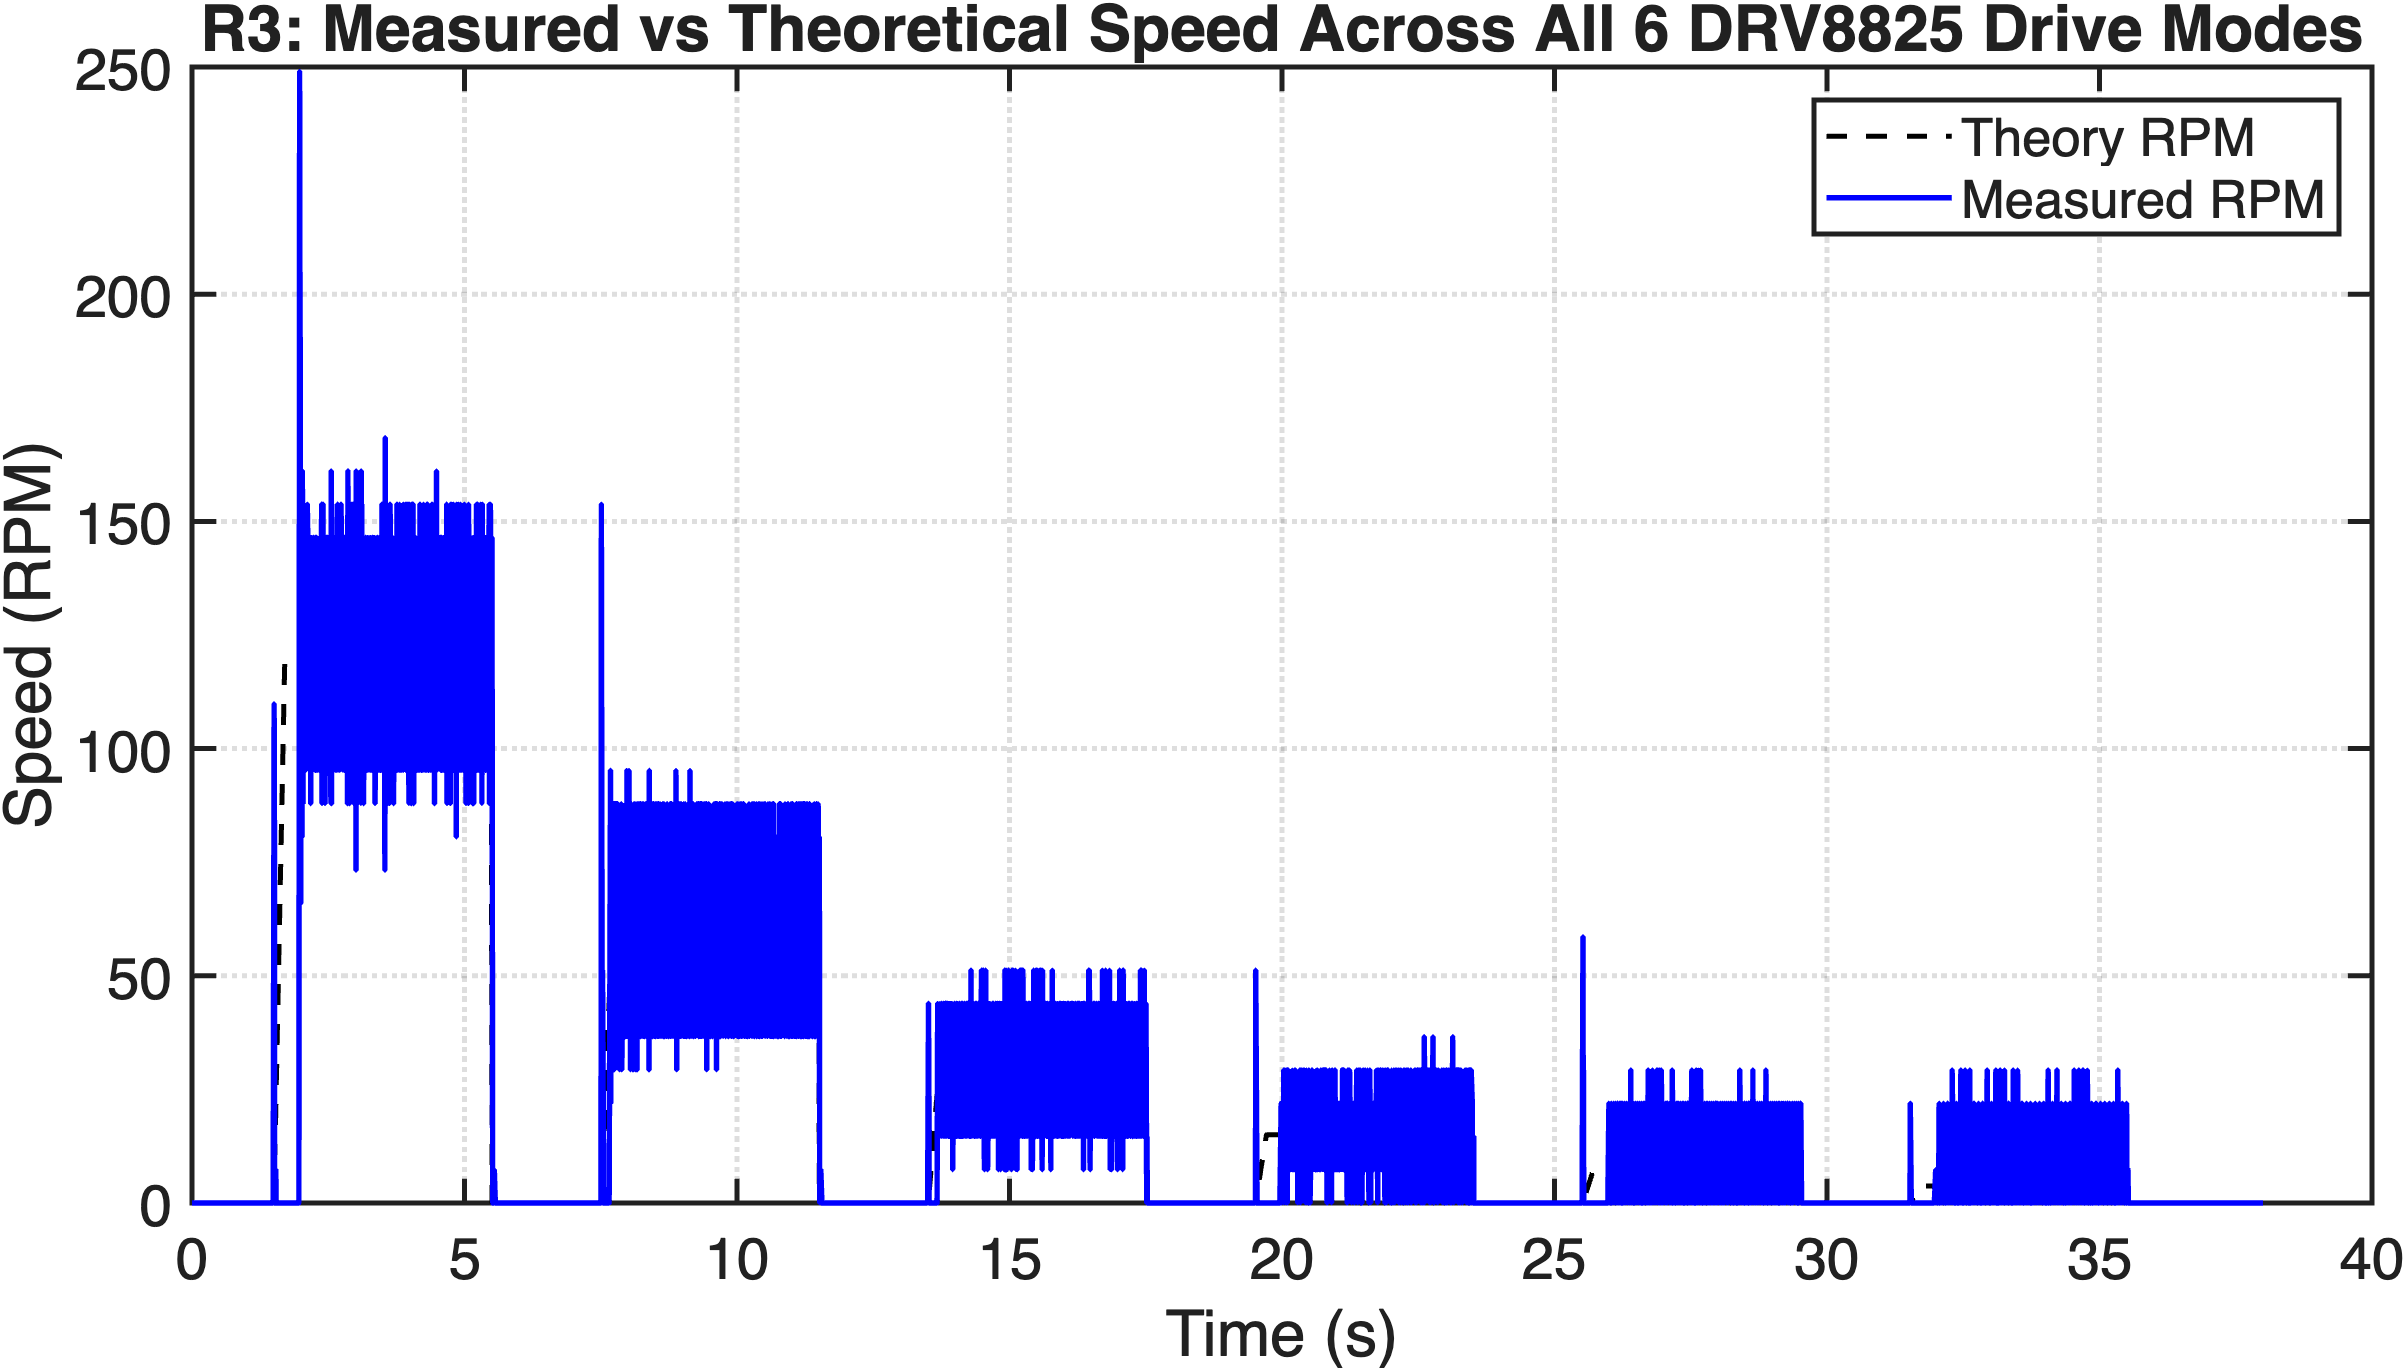 R3: Measured vs Theoretical Speed Across All 6 DRV8825 Drive Modes
Theory RPM
Measured RPM
Speed (RPM)
250
200
150
100
50
0
0 5 10 15 20 25 30 35 40
Time (s)